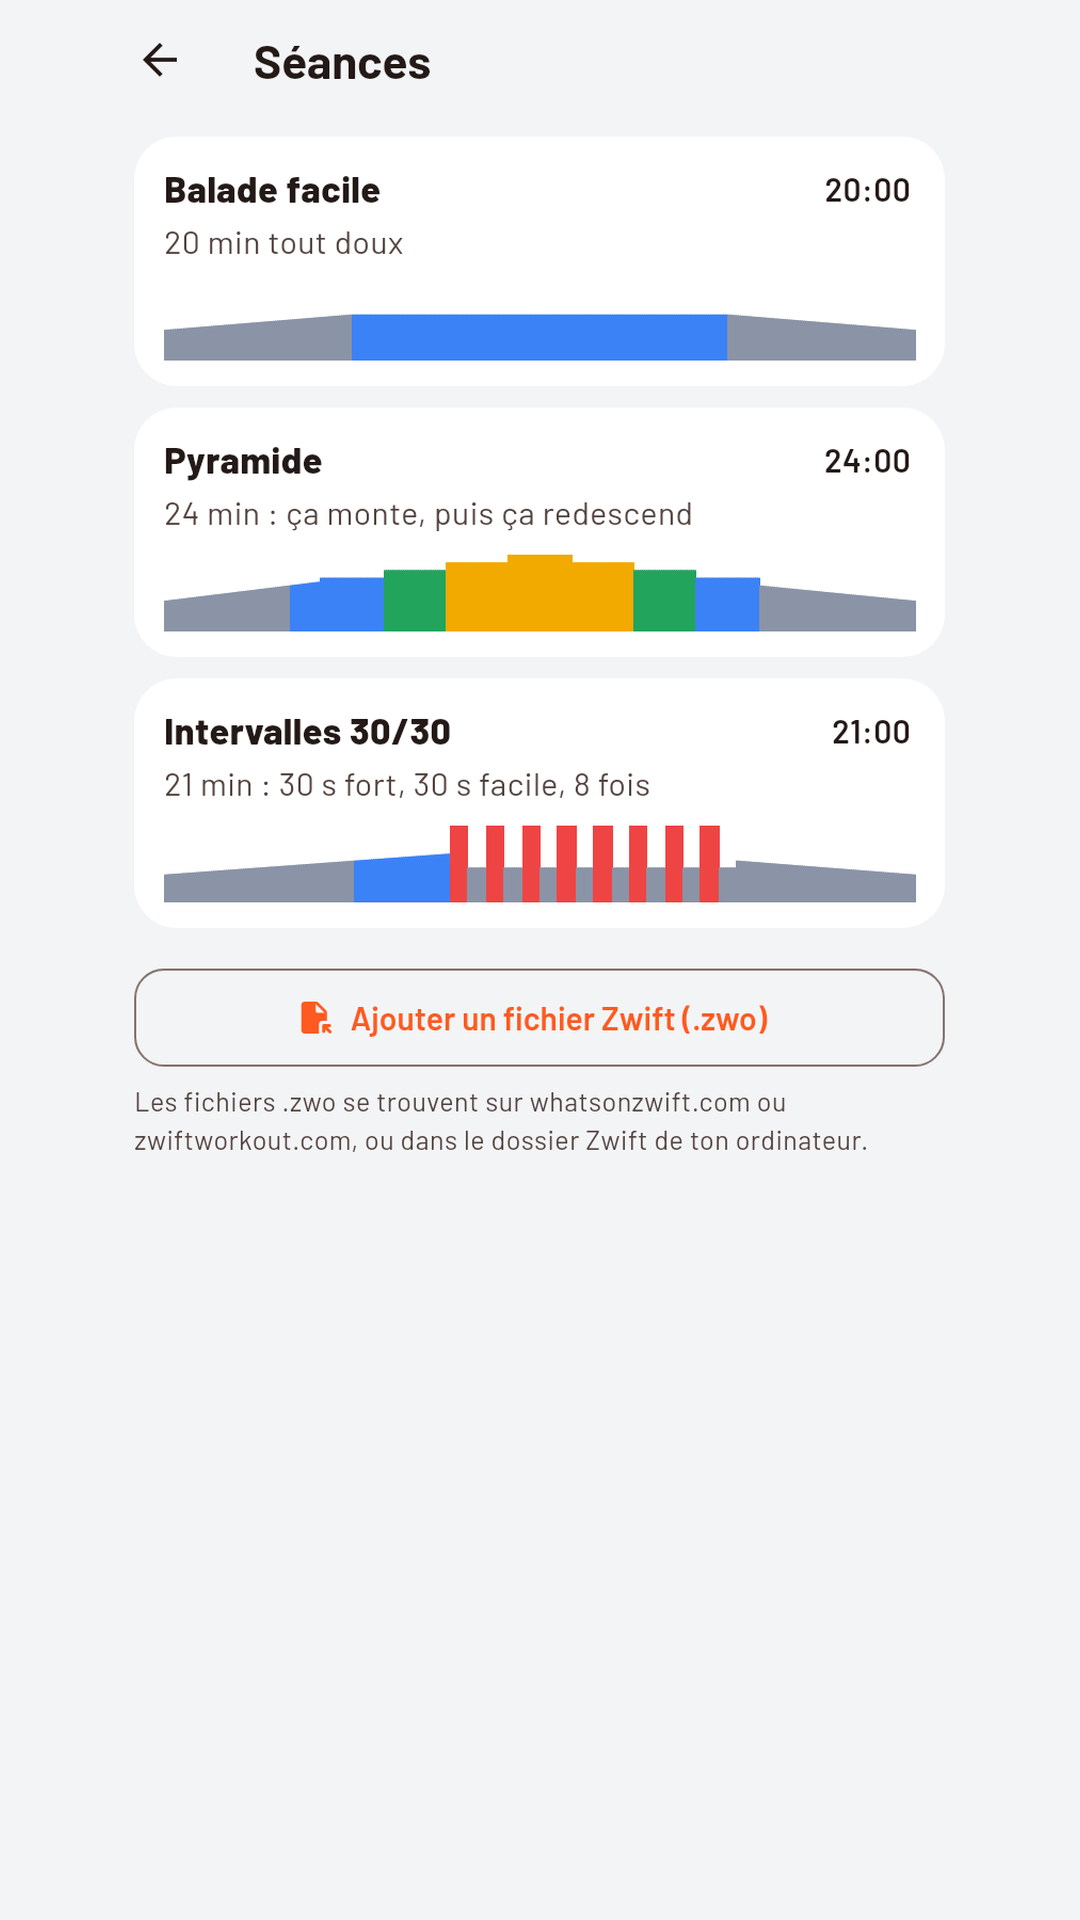 Séances
Balade facile
20:00
20 min tout doux
Pyramide
24:00
24 min : ça monte, puis ça redescend
Intervalles 30/30
21:00
21 min : 30 s fort, 30 s facile, 8 fois
Ajouter un fichier Zwift (.zwo)
Les fichiers .zwo se trouvent sur whatsonzwift.com ou
zwiftworkout.com, ou dans le dossier Zwift de ton ordinateur.